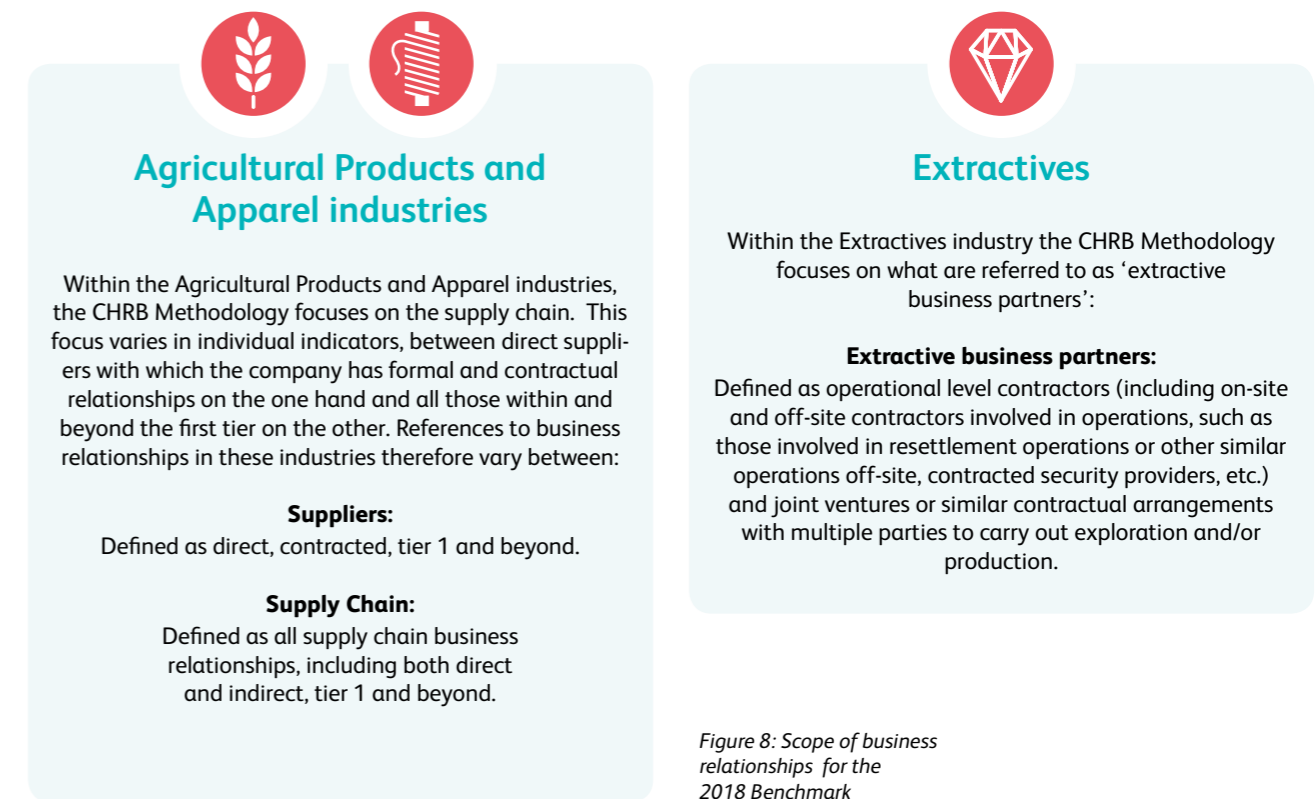 Agricultural Products and
Apparel industries
Within the Agricultural Products and Apparel industries,
the CHRB Methodology focuses on the supply chain.  This
focus varies in individual indicators, between direct suppli-
ers with which the company has formal and contractual
relationships on the one hand and all those within and
beyond the first tier on the other. References to business
relationships in these industries therefore vary between:
Suppliers:
Defined as direct, contracted, tier 1 and beyond.
Supply Chain:
Defined as all supply chain business
relationships, including both direct
and indirect, tier 1 and beyond.
Extractives
Within the Extractives industry the CHRB Methodology
focuses on what are referred to as ‘extractive
business partners’:
Extractive business partners:
Defined as operational level contractors (including on-site
and off-site contractors involved in operations, such as
those involved in resettlement operations or other similar
operations off-site, contracted security providers, etc.)
and joint ventures or similar contractual arrangements
with multiple parties to carry out exploration and/or
production.
Figure 8: Scope of business
relationships  for the
2018 Benchmark